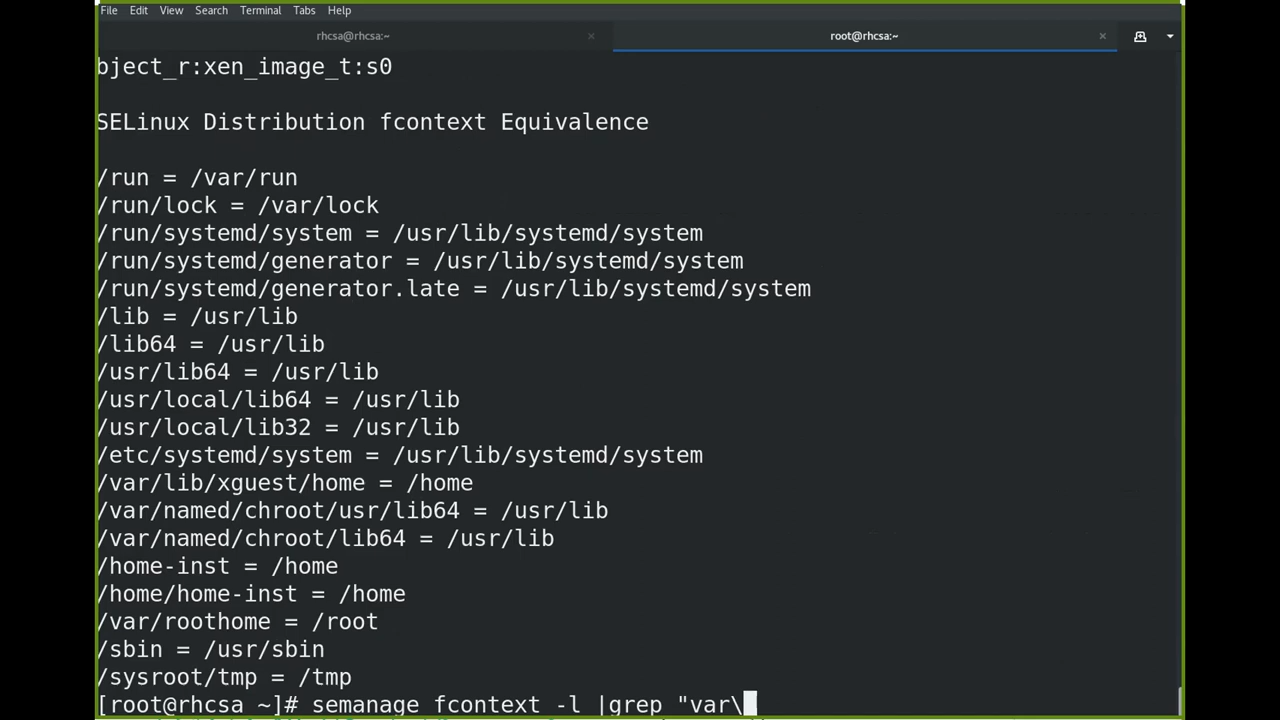 File Edit View Search Terminal Tabs Help
rhcsa@rhcsa:~ × root@rhcsa:~ ×
bject_r:xen_image_t:s0
SELinux Distribution fcontext Equivalence
/run = /var/run
/run/lock = /var/lock
/run/systemd/system = /usr/lib/systemd/system
/run/systemd/generator = /usr/lib/systemd/system
/run/systemd/generator.late = /usr/lib/systemd/system
/lib = /usr/lib
/lib64 = /usr/lib
/usr/lib64 = /usr/lib
/usr/local/lib64 = /usr/lib
/usr/local/lib32 = /usr/lib
/etc/systemd/system = /usr/lib/systemd/system
/var/lib/xguest/home = /home
/var/named/chroot/usr/lib64 = /usr/lib
/var/named/chroot/lib64 = /usr/lib
/home-inst = /home
/home/home-inst = /home
/var/roothome = /root
/sbin = /usr/sbin
/sysroot/tmp = /tmp
[root@rhcsa ~]# semanage fcontext -l |grep "var\